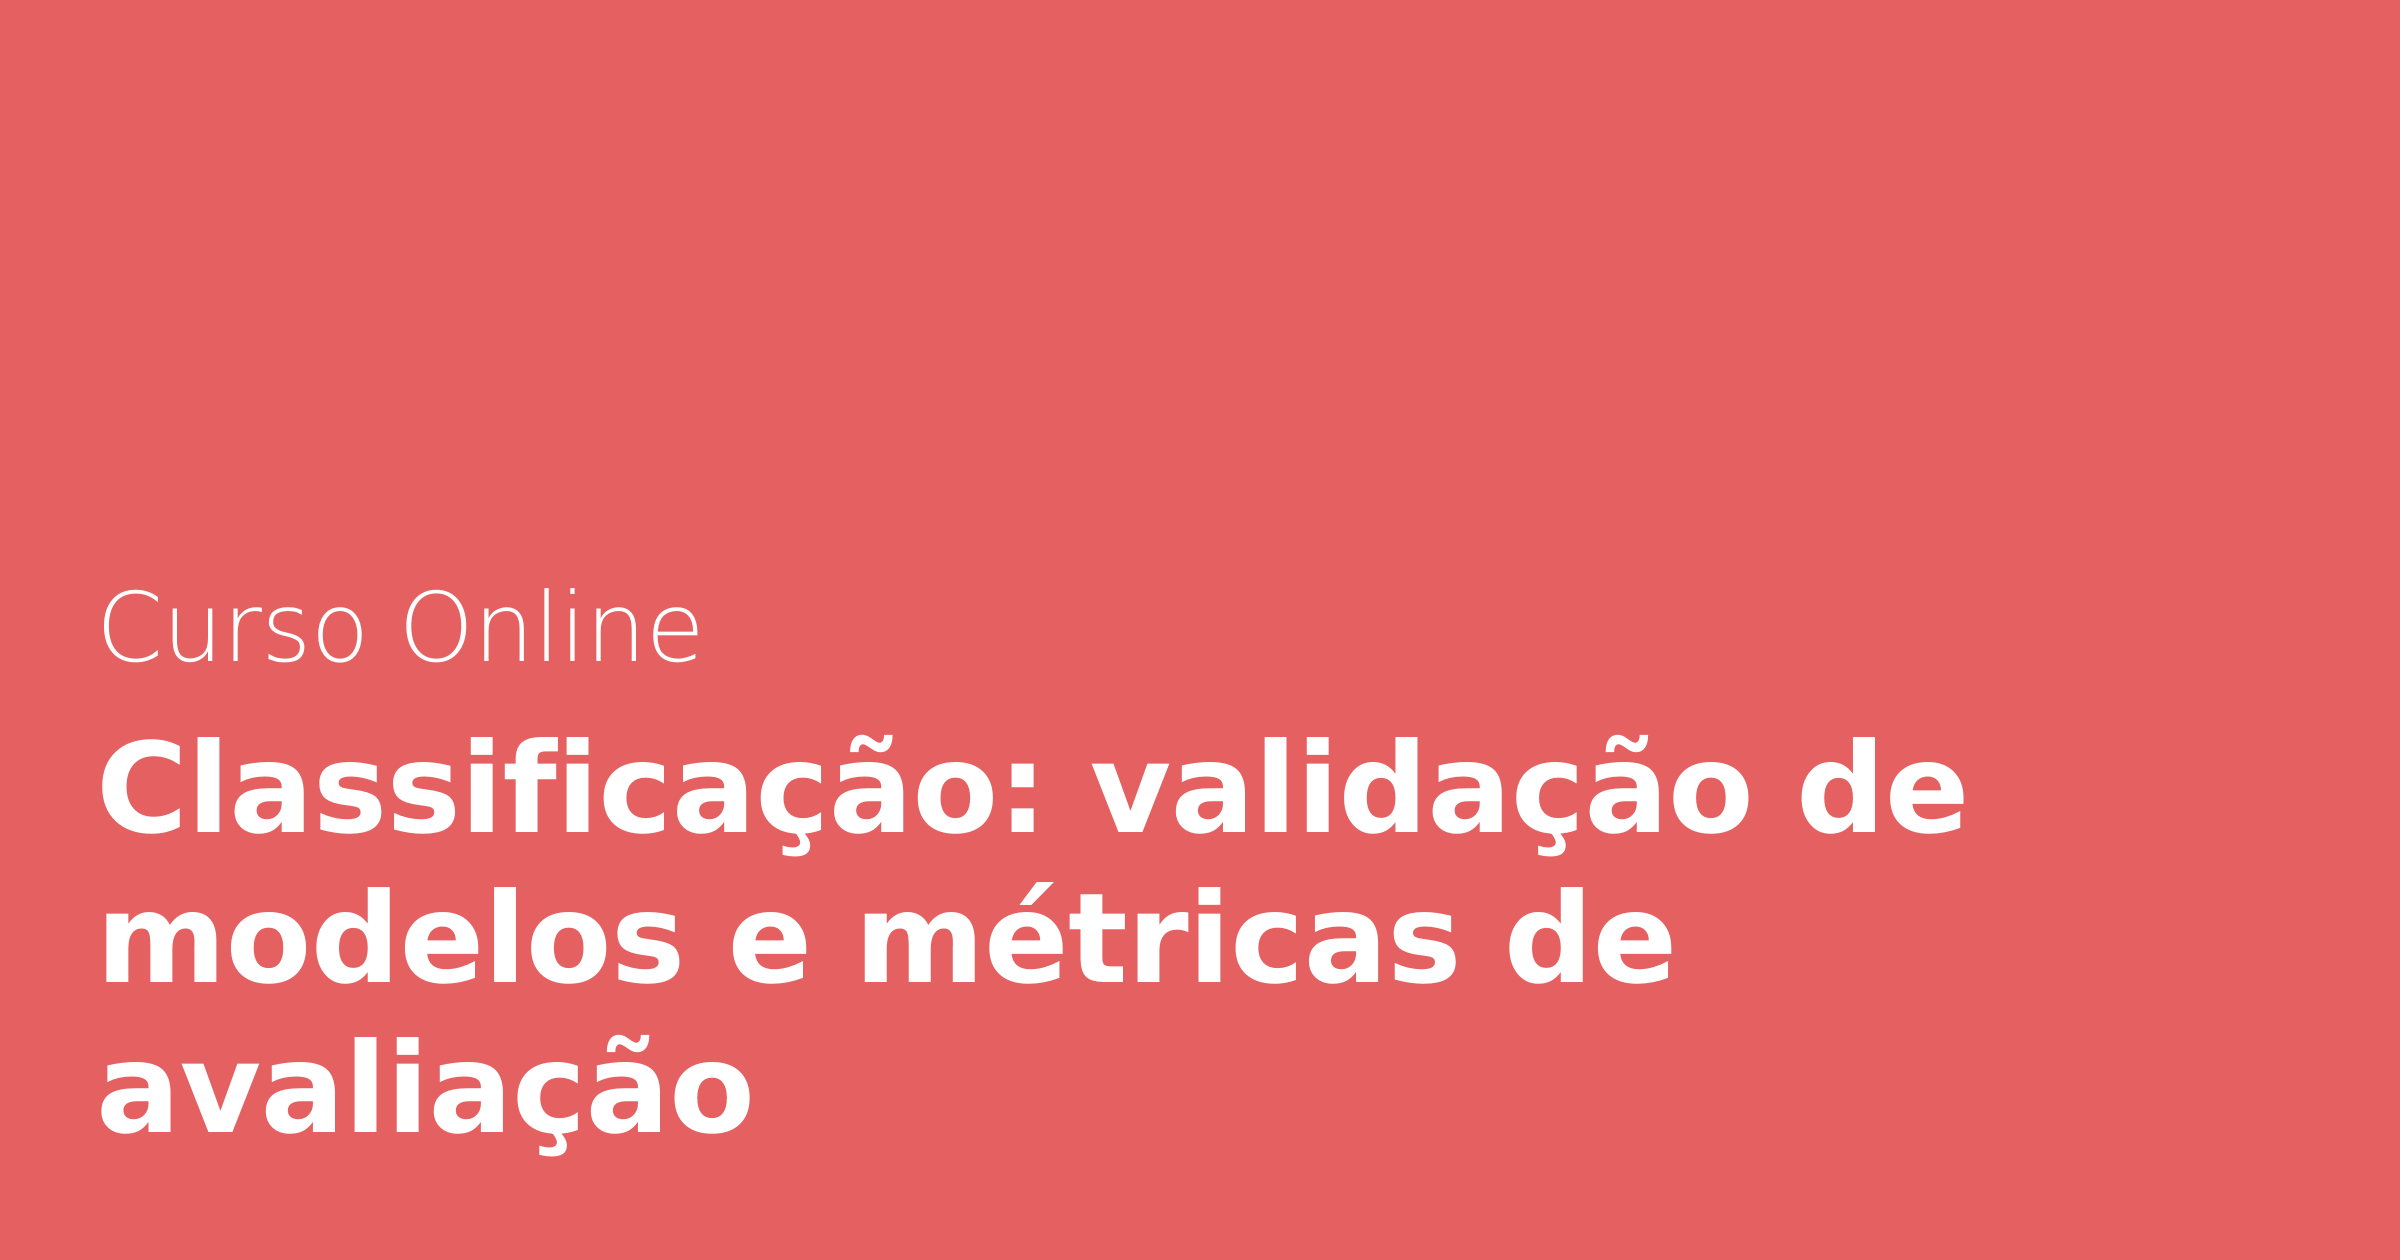 Curso Online
Classificação: validação de
modelos e métricas de
avaliação